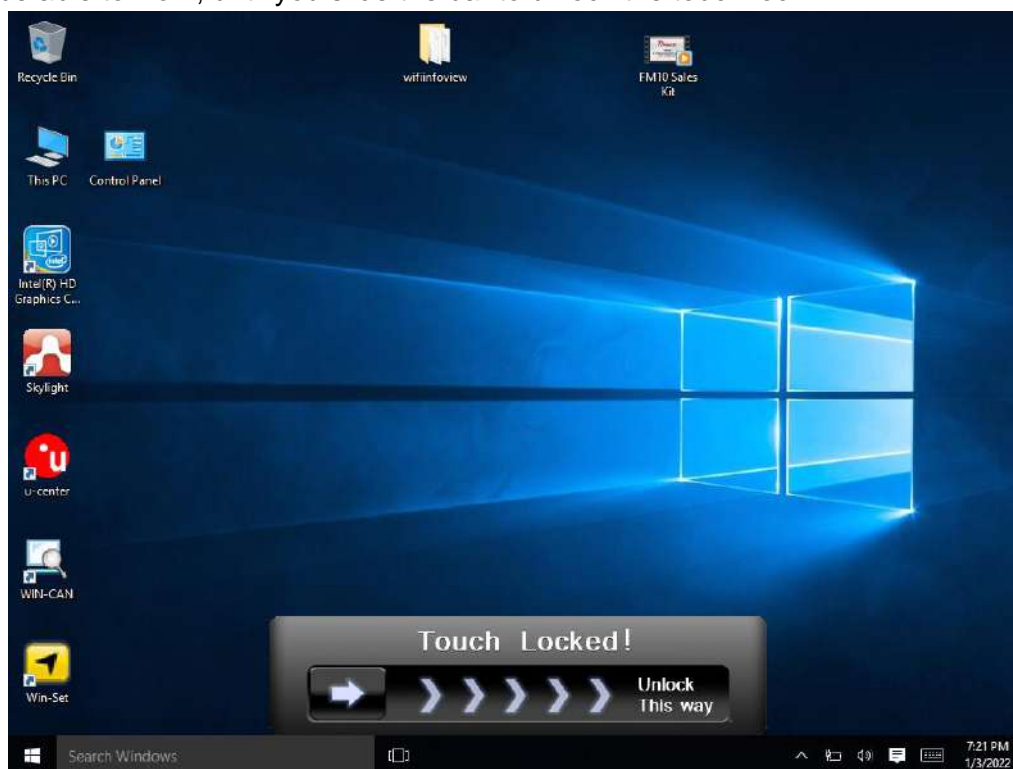 Recycle Bin
wifiinfoview
FM10 Sales
Kit
This PC
Control Panel
Intel(R) HD
Graphics C...
Skylight
u-center
WIN-CAN
Win-Set
Touch Locked!
Unlock
This way
Search Windows
7:21 PM
1/3/2022